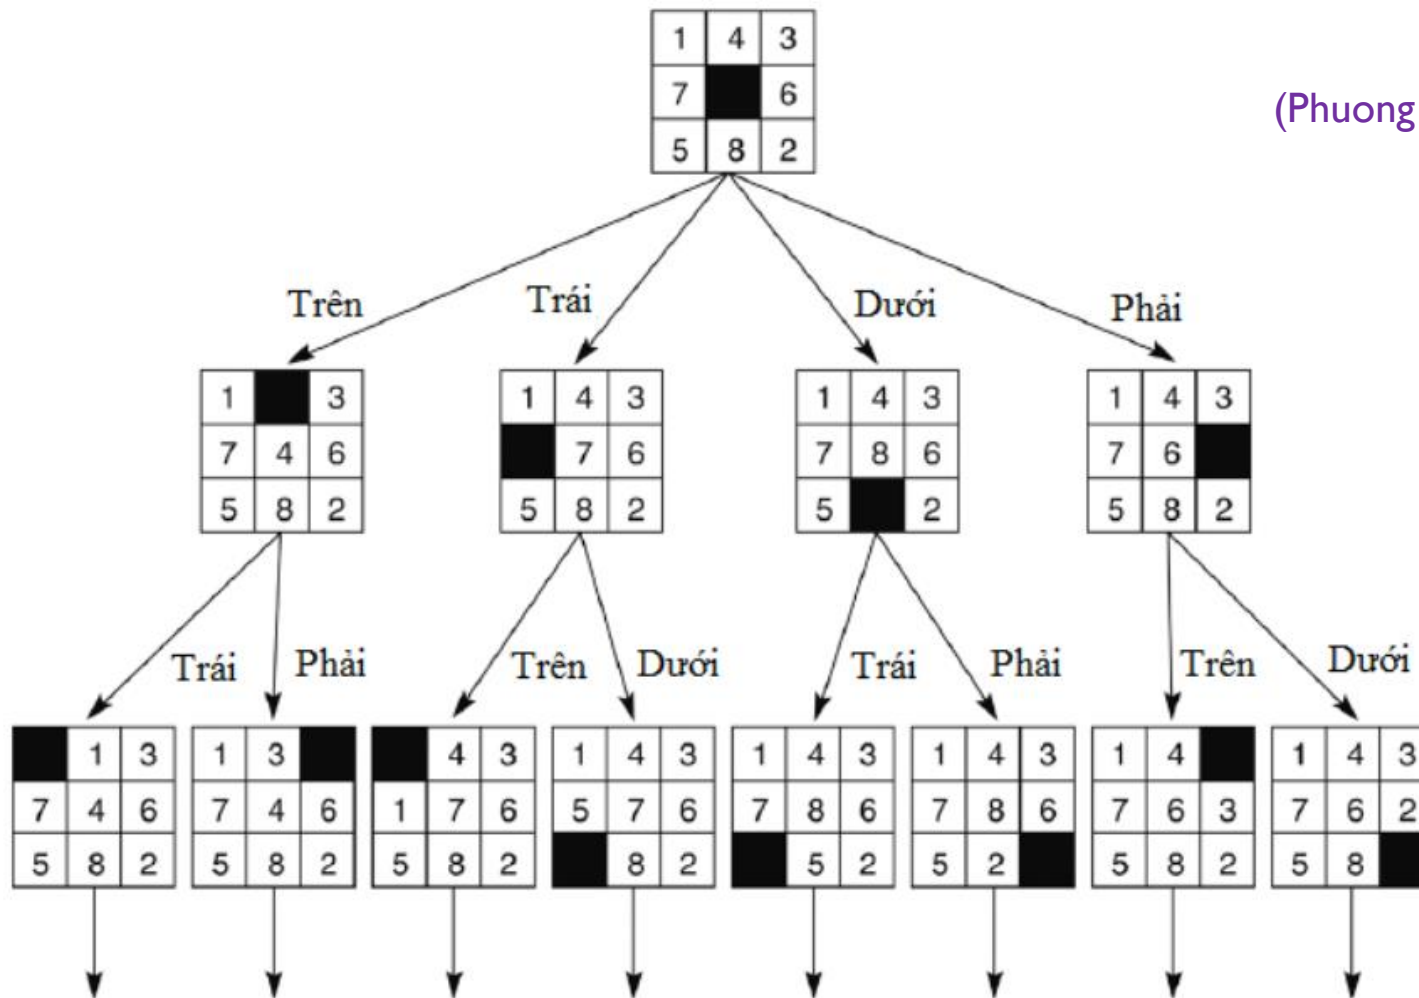 1 4 3
7 6
5 8 2
(Phuong
Trên Trái Dưới Phải
1 3 1 4 3 1 4 3 1 4 3
7 4 6 7 6 7 8 6 7 6
5 8 2 5 8 2 5 2 5 8 2
Trái Phải Trên Dưới Trái Phải Trên Dưới
1 3 1 3 4 3 1 4 3 1 4 3 1 4 3 1 4 1 4 3
7 4 6 7 4 6 1 7 6 5 7 6 7 8 6 7 8 6 7 6 3 7 6 2
5 8 2 5 8 2 5 8 2 8 2 5 2 5 2 5 8 2 5 8